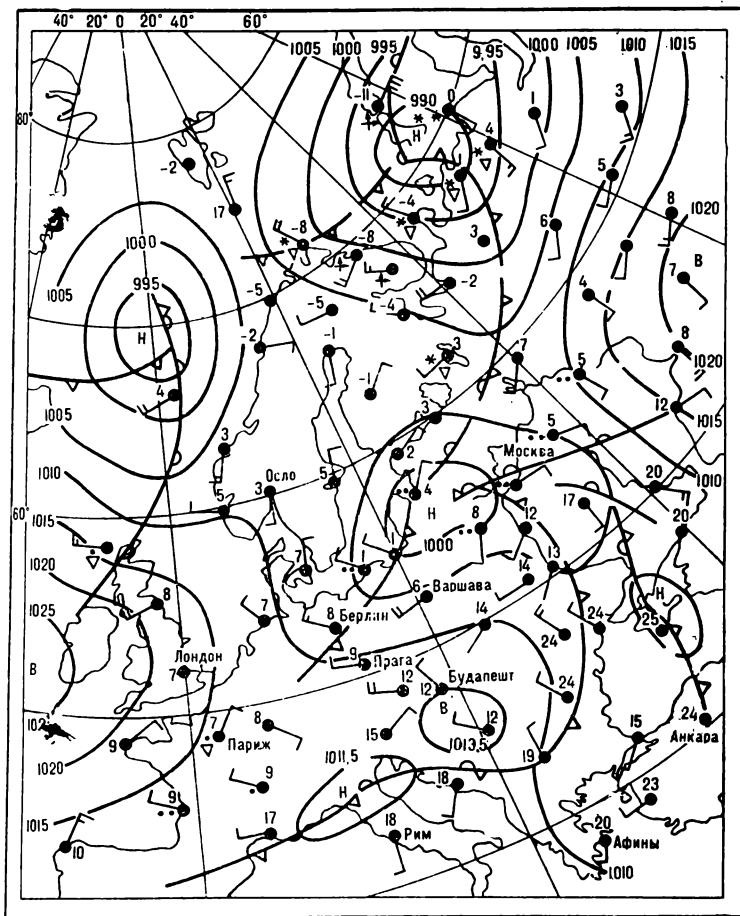 40° 20° 0 20° 40° 60°
1005 1000 995 9,95 1000 1005 1010 1015
-11 990 0 1 3
80° Н 4
-2 5
17 -4 8 1020
-8 -8 3 6 7 В
1000
1005 995 -5 -5 -4 -2 4
Н -2 -1 3 7 8
1020
4 -1 5 12 1015
1005 3 3 5
1010 2 Москва 1010
Осло 5 4 20
60° 5 3 Н 8 12 17
1015 1000 20
1020 7 1 1 13
8 6 Варшава 14 Н
1025 7 8 Берлин 14 24 24 25
В Лондон 9 Прага
7 12 Будапешт 24
102 12 В 24
7 8 15 12 15 Анкара
9 Париж 1013,5 19
1020 1011,5
9 18 23
1015 9 Н
17 18 Рим 20 Афины
10 1010